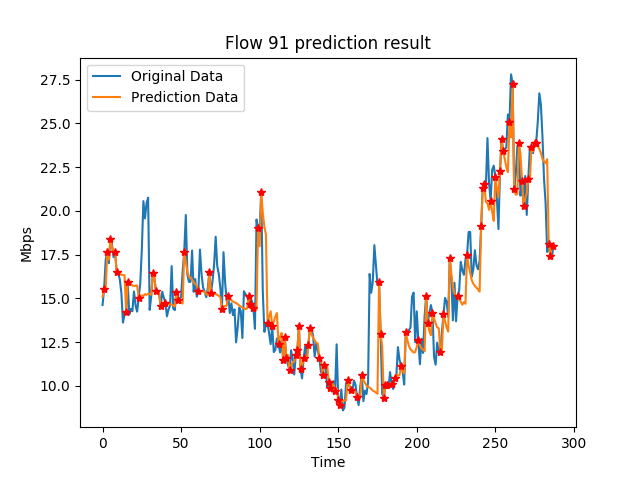 Flow 91 prediction result
Original Data
Prediction Data
27.5
25.0
22.5
20.0
17.5
15.0
12.5
10.0
Mbps
0 50 100 150 200 250 300
Time